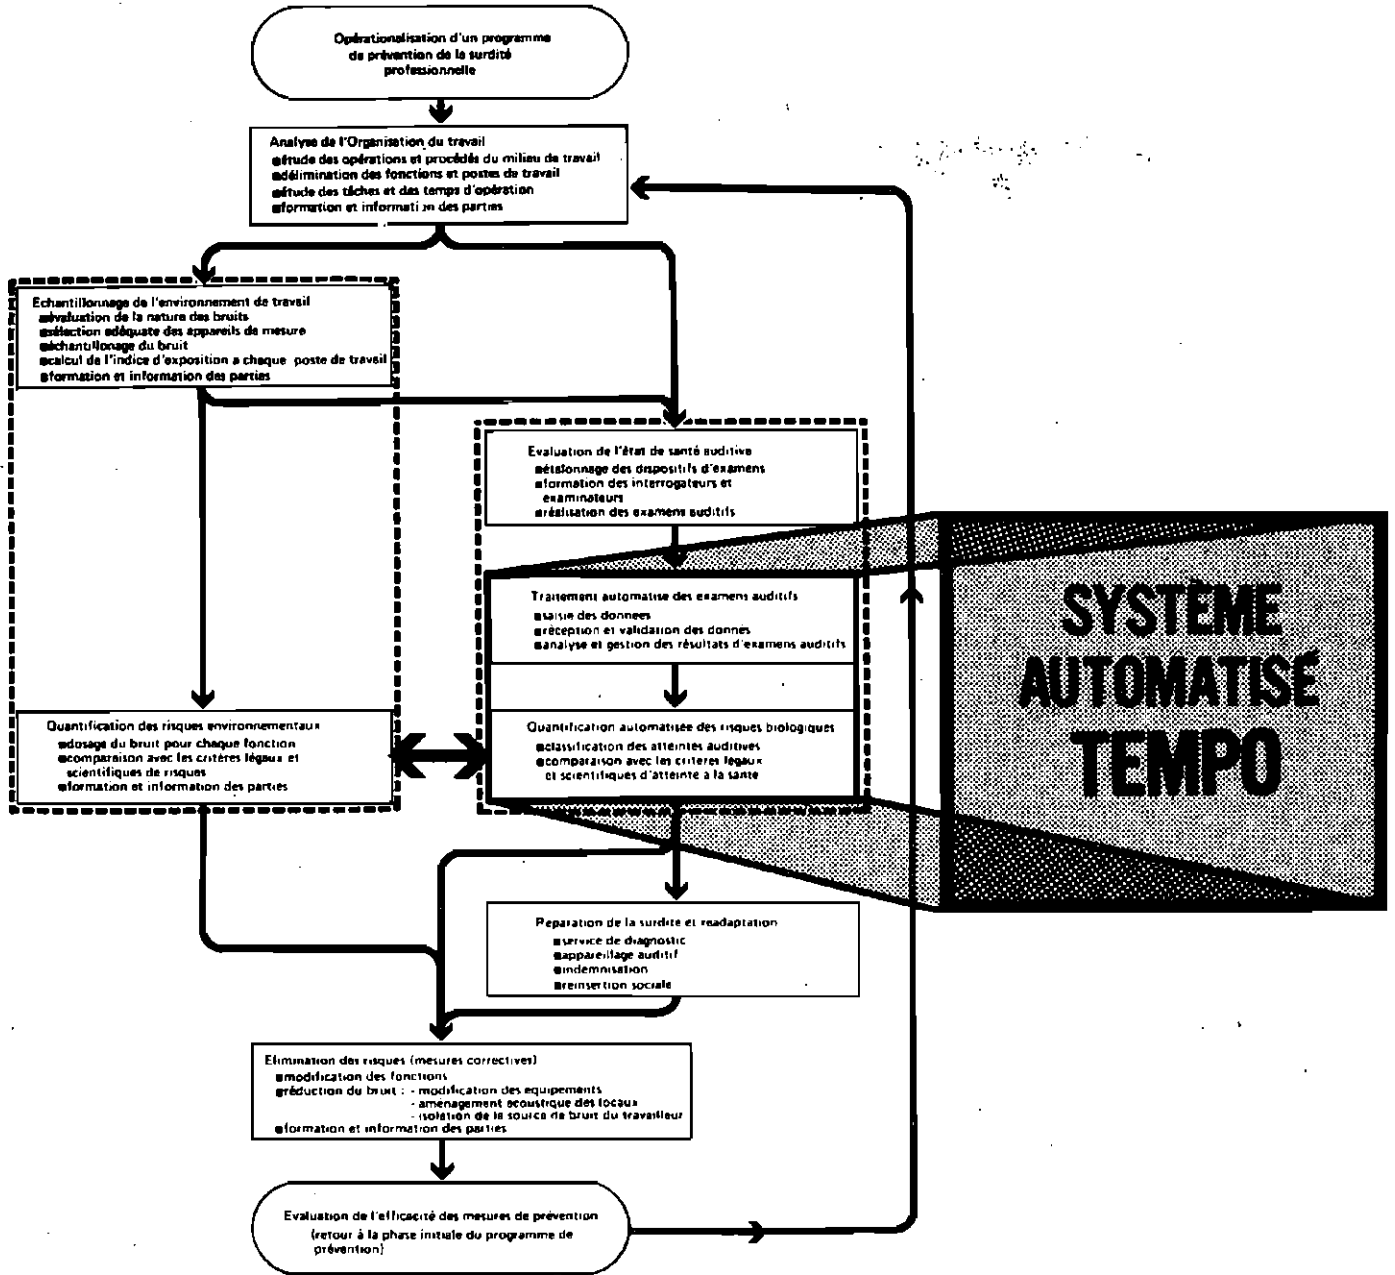 Opérationalisation d'un programme
de prévention de la surdité
professionnelle
Analyse de l'Organisation du travail
■étude des opérations et procédés du milieu de travail
■délimination des fonctions et postes de travail
■étude des tâches et des temps d'opération
■formation et information des parties
Echantillonnage de l'environnement de travail
■évaluation de la nature des bruits
■sélection adéquate des appareils de mesure
■échantillonage du bruit
■calcul de l'indice d'exposition a chaque poste de travail
■formation et information des parties
Evaluation de l'état de santé auditive
■étalonnage des dispositifs d'examens
■formation des interrogateurs et
examinateurs
■réalisation des examens auditifs
Traitement automatise des examens auditifs
■saisie des donnees
■réception et validation des donnés
■analyse et gestion des résultats d'examens auditifs
Quantification des risques environnementaux
■dosage du bruit pour chaque fonction
■comparaison avec les critères légaux et
scientifiques de risques
■formation et information des parties
Quantification automatisée des risques biologiques
■classification des atteintes auditives
■comparaison avec les critères légaux
et scientifiques d'atteinte a la santé
SYSTÈME
AUTOMATISÉ
TEMPO
Reparation de la surdité et readaptation
■service de diagnostic
■appareillage auditif
■indemnisation
■reinsertion sociale
Elimination des risques (mesures correctives)
■modification des fonctions
■réduction du bruit : - modification des equipements
- aménagement acoustique des locaux
- isolation de la source de bruit du travailleur
■formation et information des parties
Evaluation de l'efficacité des mesures de prévention
(retour à la phase initiale du programme de
prévention)